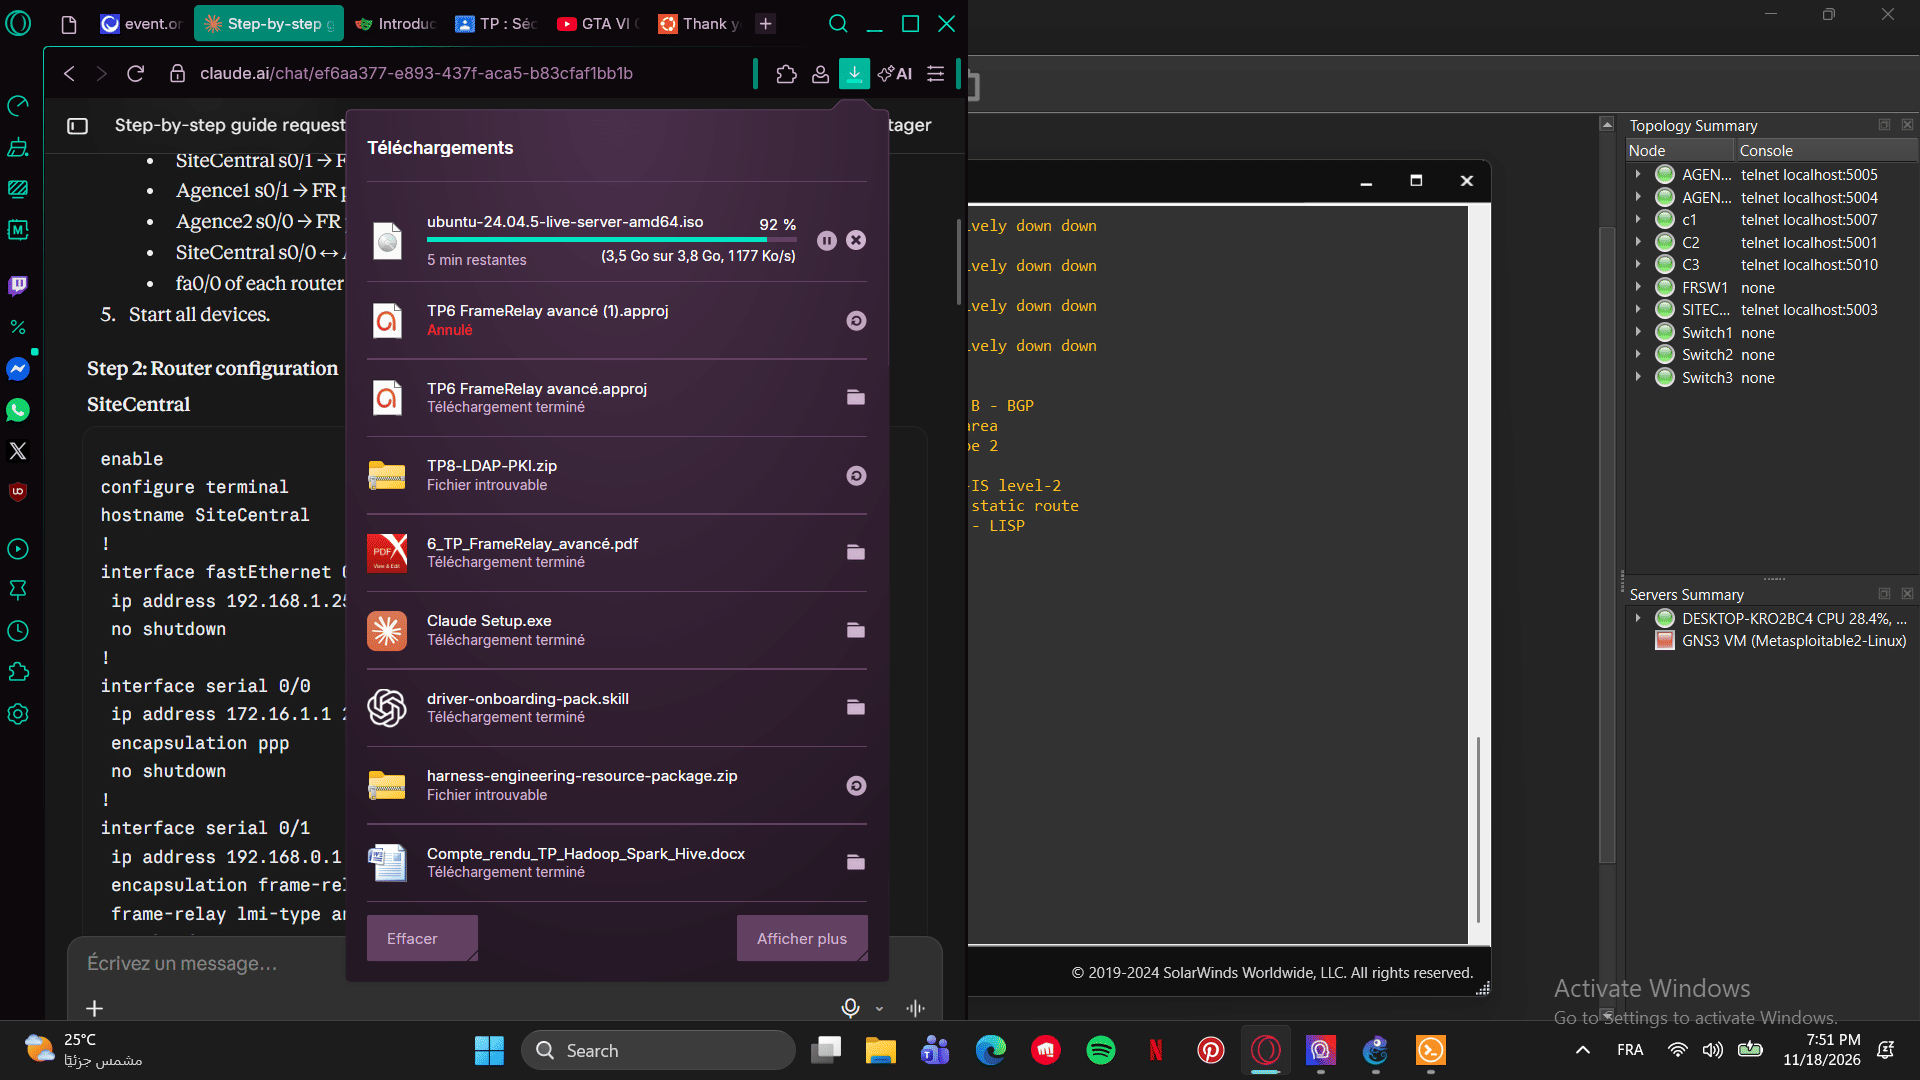 event.or
Step-by-step g
Introduc
TP : Séc
GTA VI
Thank y
claude.ai/chat/ef6aa377-e893-437f-aca5-b83cfaf1bb1b
AI
Step-by-step guide request
tager
SiteCentral s0/1 → F
Agence1 s0/1 → FR p
Agence2 s0/0 → FR
SiteCentral s0/0 ↔
fa0/0 of each router
5. Start all devices.
Step 2: Router configuration
SiteCentral
enable
configure terminal
hostname SiteCentral
!
interface fastEthernet
ip address 192.168.1.25
no shutdown
!
interface serial 0/0
ip address 172.16.1.1 2
encapsulation ppp
no shutdown
!
interface serial 0/1
ip address 192.168.0.1
encapsulation frame-rel
frame-relay lmi-type an
Écrivez un message...
Téléchargements
ubuntu-24.04.5-live-server-amd64.iso
92 %
5 min restantes
(3,5 Go sur 3,8 Go, 1177 Ko/s)
TP6 FrameRelay avancé (1).approj
Annulé
TP6 FrameRelay avancé.approj
Téléchargement terminé
TP8-LDAP-PKI.zip
Fichier introuvable
PDF
View & Edit
6_TP_FrameRelay_avancé.pdf
Téléchargement terminé
Claude Setup.exe
Téléchargement terminé
driver-onboarding-pack.skill
Téléchargement terminé
harness-engineering-resource-package.zip
Fichier introuvable
Compte_rendu_TP_Hadoop_Spark_Hive.docx
Téléchargement terminé
Effacer
Afficher plus
vely down down
vely down down
vely down down
vely down down
B - BGP
area
pe 2
-IS level-2
static route
- LISP
© 2019-2024 SolarWinds Worldwide, LLC. All rights reserved.
Topology Summary
Node Console
AGEN... telnet localhost:5005
AGEN... telnet localhost:5004
c1 telnet localhost:5007
C2 telnet localhost:5001
C3 telnet localhost:5010
FRSW1 none
SITEC... telnet localhost:5003
Switch1 none
Switch2 none
Switch3 none
Servers Summary
DESKTOP-KRO2BC4 CPU 28.4%, ...
GNS3 VM (Metasploitable2-Linux)
Activate Windows
Go to Settings to activate Windows.
25°C
مشمس جزئيًا
Search
FRA
7:51 PM
11/18/2026